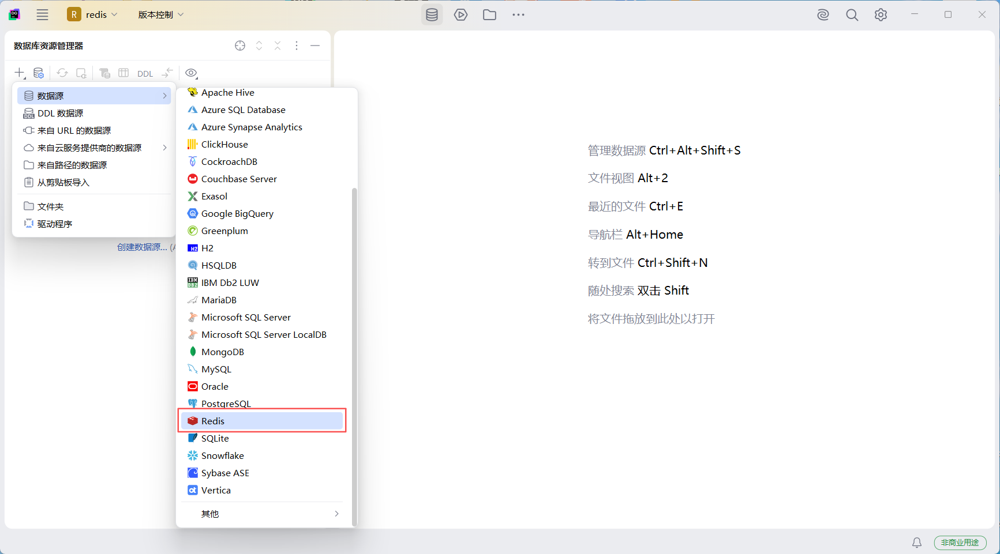 R redis 版本控制
数据库资源管理器
DDL
数据源
DDL 数据源
来自 URL 的数据源
来自云服务提供商的数据源
来自路径的数据源
从剪贴板导入
文件夹
驱动程序
创建数据源... (A
Apache Hive
Azure SQL Database
Azure Synapse Analytics
ClickHouse
CockroachDB
Couchbase Server
Exasol
Google BigQuery
Greenplum
H2
HSQLDB
IBM Db2 LUW
MariaDB
Microsoft SQL Server
Microsoft SQL Server LocalDB
MongoDB
MySQL
Oracle
PostgreSQL
Redis
SQLite
Snowflake
Sybase ASE
Vertica
其他
管理数据源 Ctrl+Alt+Shift+S
文件视图 Alt+2
最近的文件 Ctrl+E
导航栏 Alt+Home
转到文件 Ctrl+Shift+N
随处搜索 双击 Shift
将文件拖放到此处以打开
非商业用途